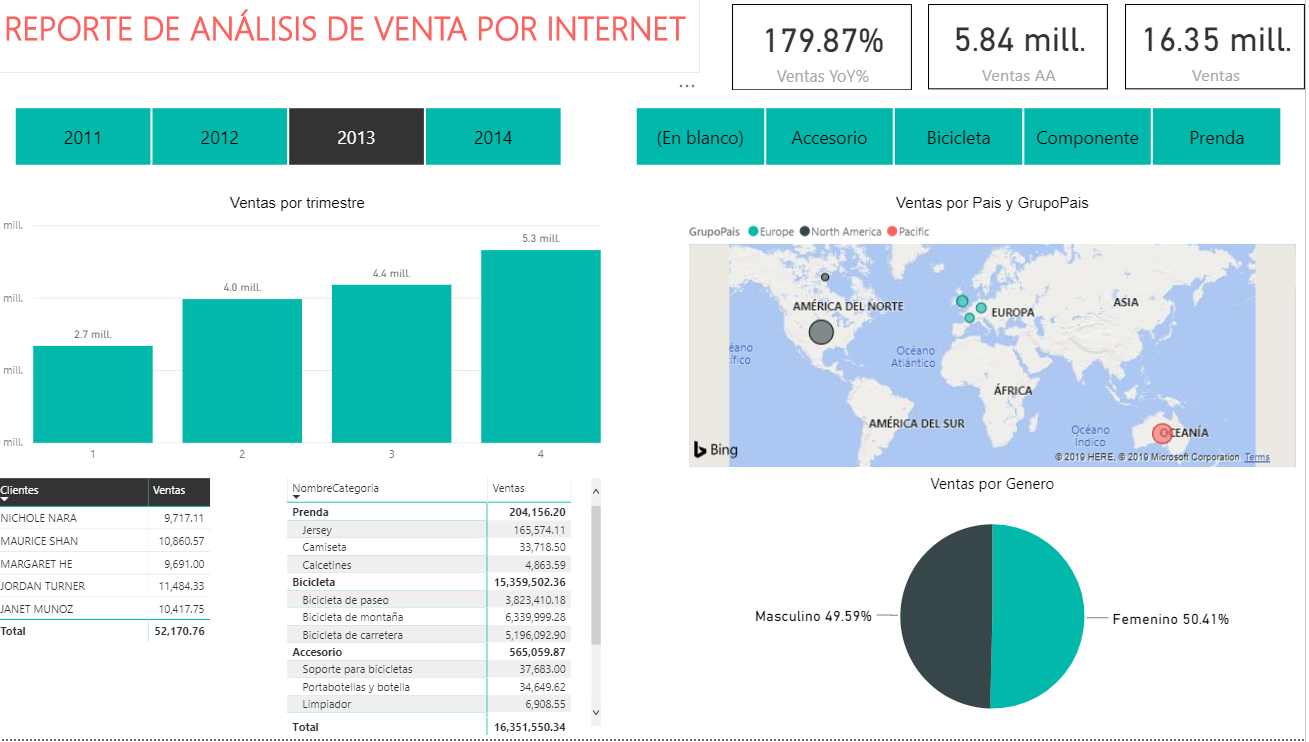 REPORTE DE ANÁLISIS DE VENTA POR INTERNET
179.87%
Ventas YoY%
5.84 mill.
Ventas AA
16.35 mill.
Ventas
2011 2012 2013 2014
(En blanco) Accesorio Bicicleta Componente Prenda
Ventas por trimestre
mill.
mill.
mill.
mill.
2.7 mill.
4.0 mill.
4.4 mill.
5.3 mill.
1 2 3 4
Ventas por Pais y GrupoPais
GrupoPais Europe North America Pacific
AMÉRICA DEL NORTE
EUROPA
ASIA
éano
ífico
Océano
Atlántico
ÁFRICA
AMÉRICA DEL SUR
Océano
Índico
OCEANÍA
Bing
© 2019 HERE, © 2019 Microsoft Corporation Terms
Clientes Ventas
NICHOLE NARA 9,717.11
MAURICE SHAN 10,860.57
MARGARET HE 9,691.00
JORDAN TURNER 11,484.33
JANET MUNOZ 10,417.75
Total 52,170.76
NombreCategoria Ventas
Prenda 204,156.20
Jersey 165,574.11
Camiseta 33,718.50
Calcetines 4,863.59
Bicicleta 15,359,502.36
Bicicleta de paseo 3,823,410.18
Bicicleta de montaña 6,339,999.28
Bicicleta de carretera 5,196,092.90
Accesorio 565,059.87
Soporte para bicicletas 37,683.00
Portabotellas y botella 34,649.62
Limpiador 6,908.55
Total 16,351,550.34
Ventas por Genero
Masculino 49.59%
Femenino 50.41%